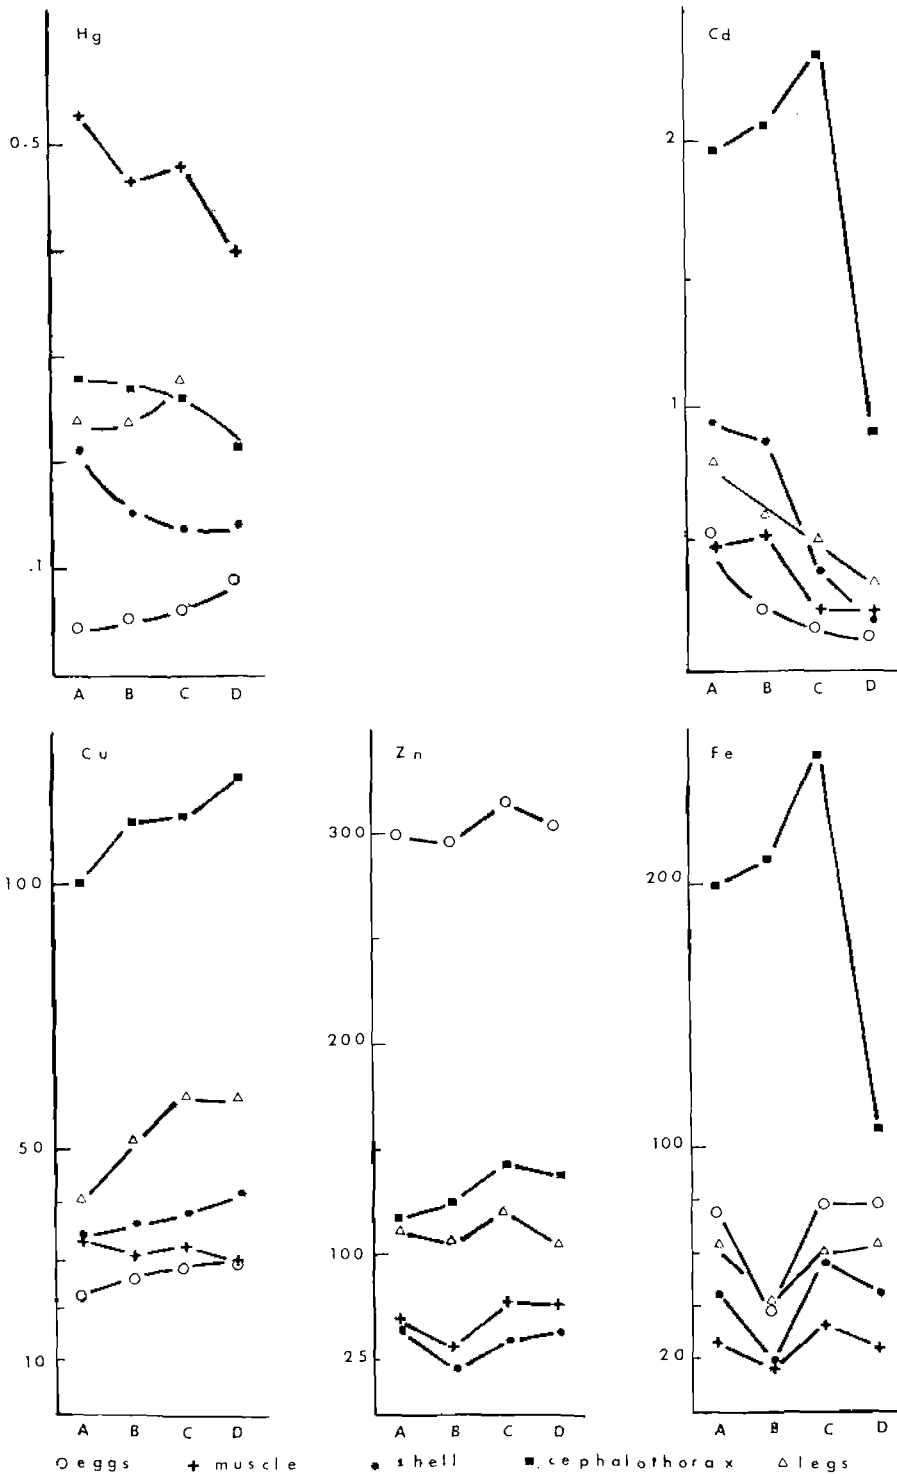 Hg
0.5
.1
A B C D
Cd
2
1
A B C D
Cu
100
50
10
A B C D
Zn
300
200
100
25
A B C D
Fe
200
100
20
A B C D
eggs muscle shell cephalothorax legs